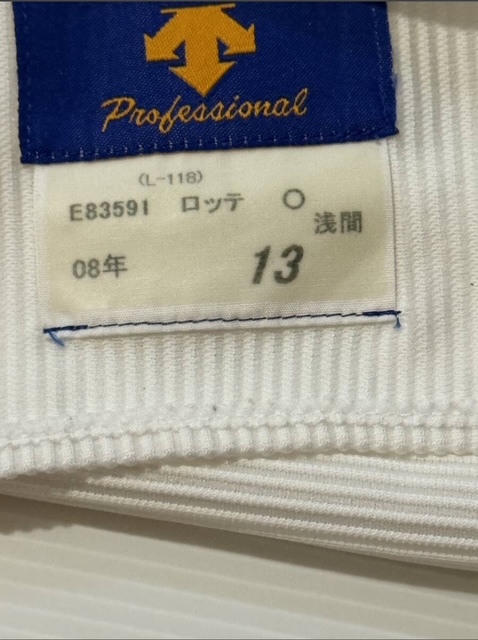 Professional
(L-118)
E83591 ロッテ ○
浅間
08年 13